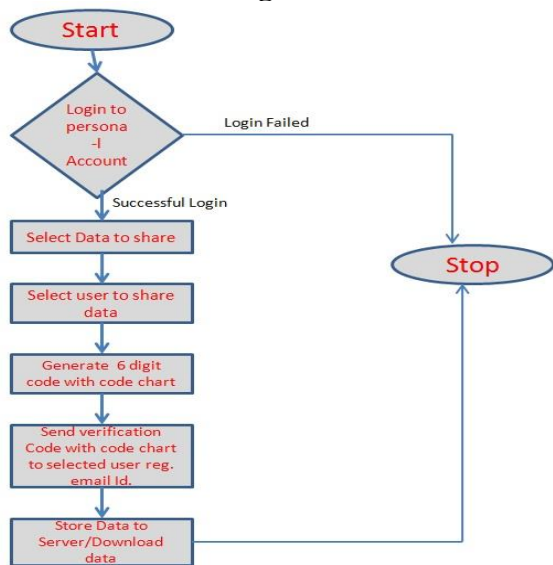 Start
Login to
persona
-l
Account
Login Failed
Successful Login
Select Data to share
Stop
Select user to share
data
Generate 6 digit
code with code chart
Send verification
Code with code chart
to selected user reg.
email Id.
Store Data to
Server/Download
data